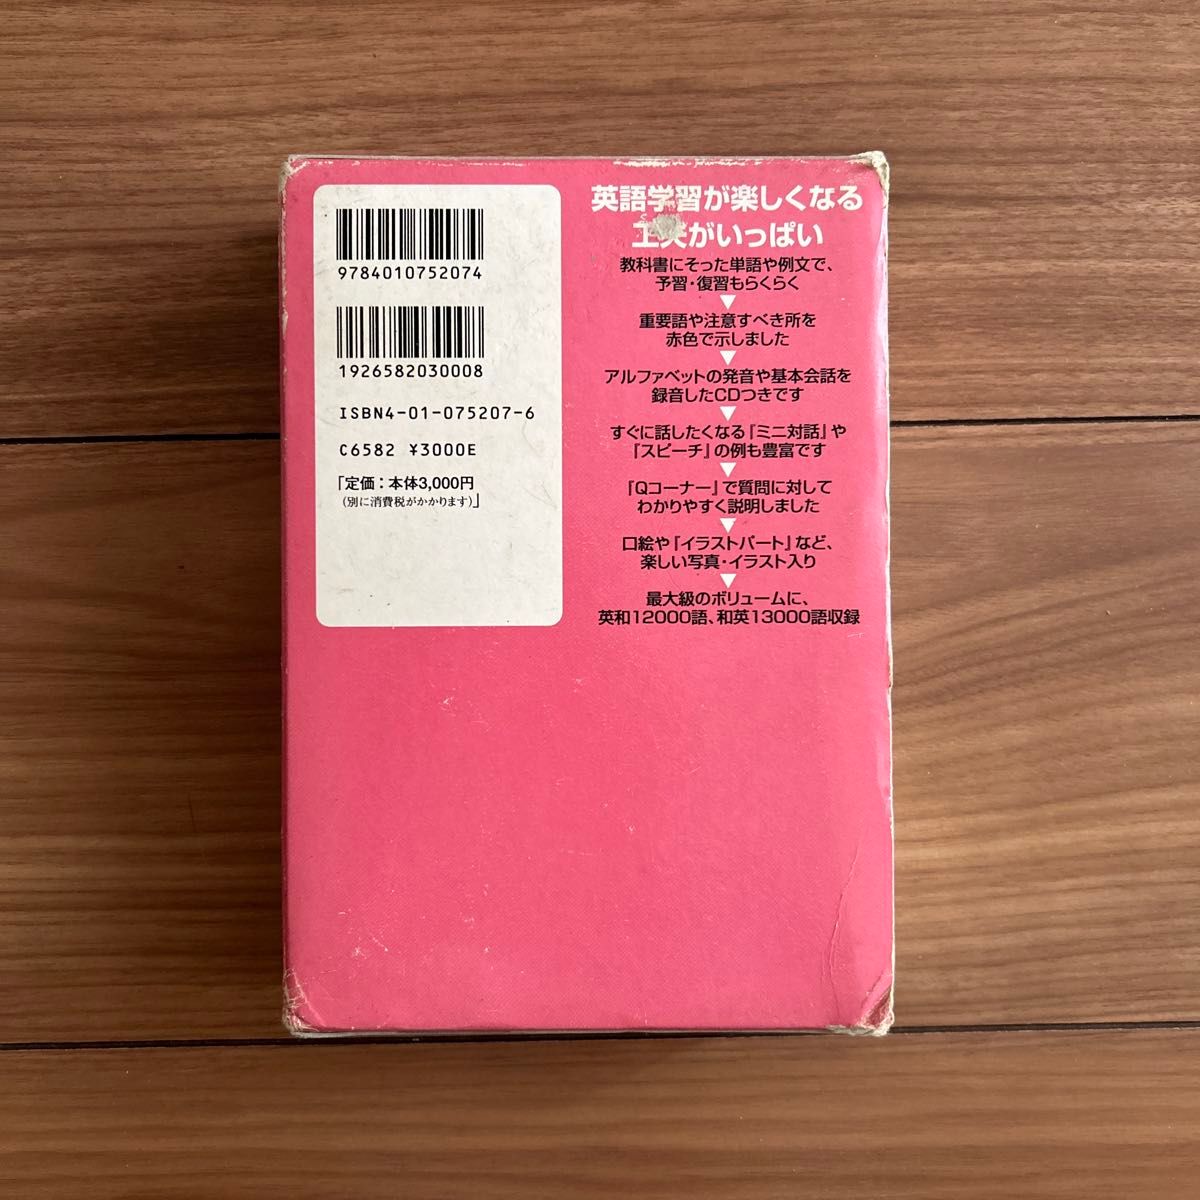 9784010752074
1926582030008
ISBN4-01-075207-6
C6582 ¥3000E
「定価:本体3,000円
(別に消費税がかかります)」
英語学習が楽しくなる
工夫がいっぱい
教科書にそった単語や例文で、
予習・復習もらくらく
重要語や注意すべき所を
赤色で示しました
アルファベットの発音や基本会話を
録音したCDつきです
すぐに話したくなる『ミニ対話』や
『スピーチ』の例も豊富です
『Qコーナー』で質問に対して
わかりやすく説明しました
口絵や『イラストパート』など、
楽しい写真・イラスト入り
最大級のボリュームに、
英和12000語、和英13000語収録